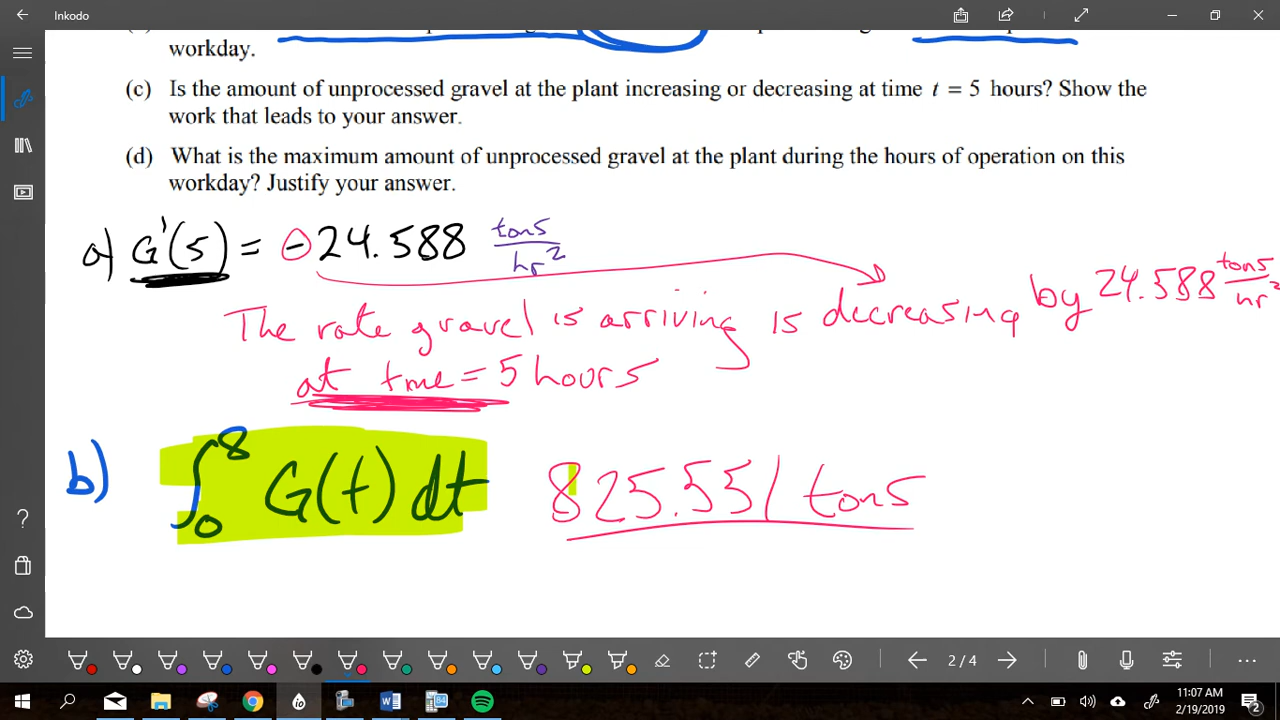 Inkodo
workday.
(c) Is the amount of unprocessed gravel at the plant increasing or decreasing at time t = 5 hours? Show the
work that leads to your answer.
(d) What is the maximum amount of unprocessed gravel at the plant during the hours of operation on this
workday? Justify your answer.
a) G'(5) = -24.588 tons/hr²
The rate gravel is arriving is decreasing by 24.588 tons/hr²
at tme = 5 hours
b) ∫₀⁸ G(t) dt 825.551 tons
2 / 4
11:07 AM
2/19/2019
2